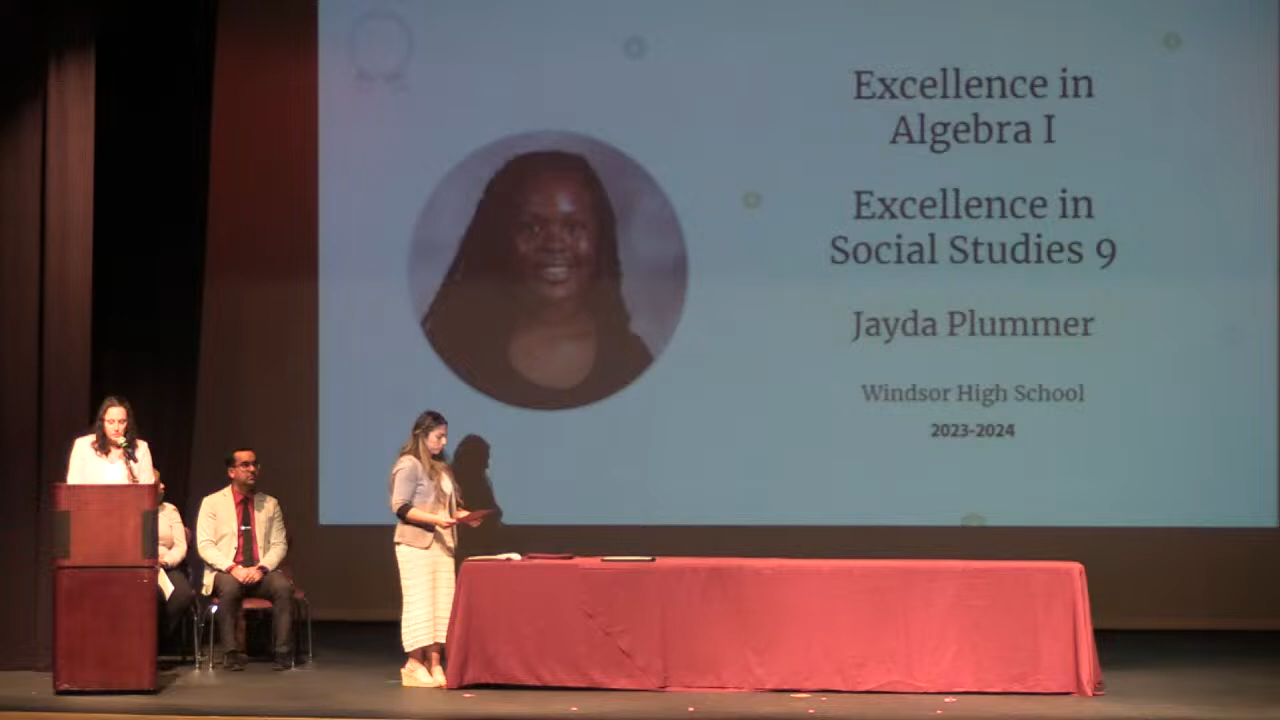 Excellence in
Algebra I
Excellence in
Social Studies 9
Jayda Plummer
Windsor High School
2023-2024